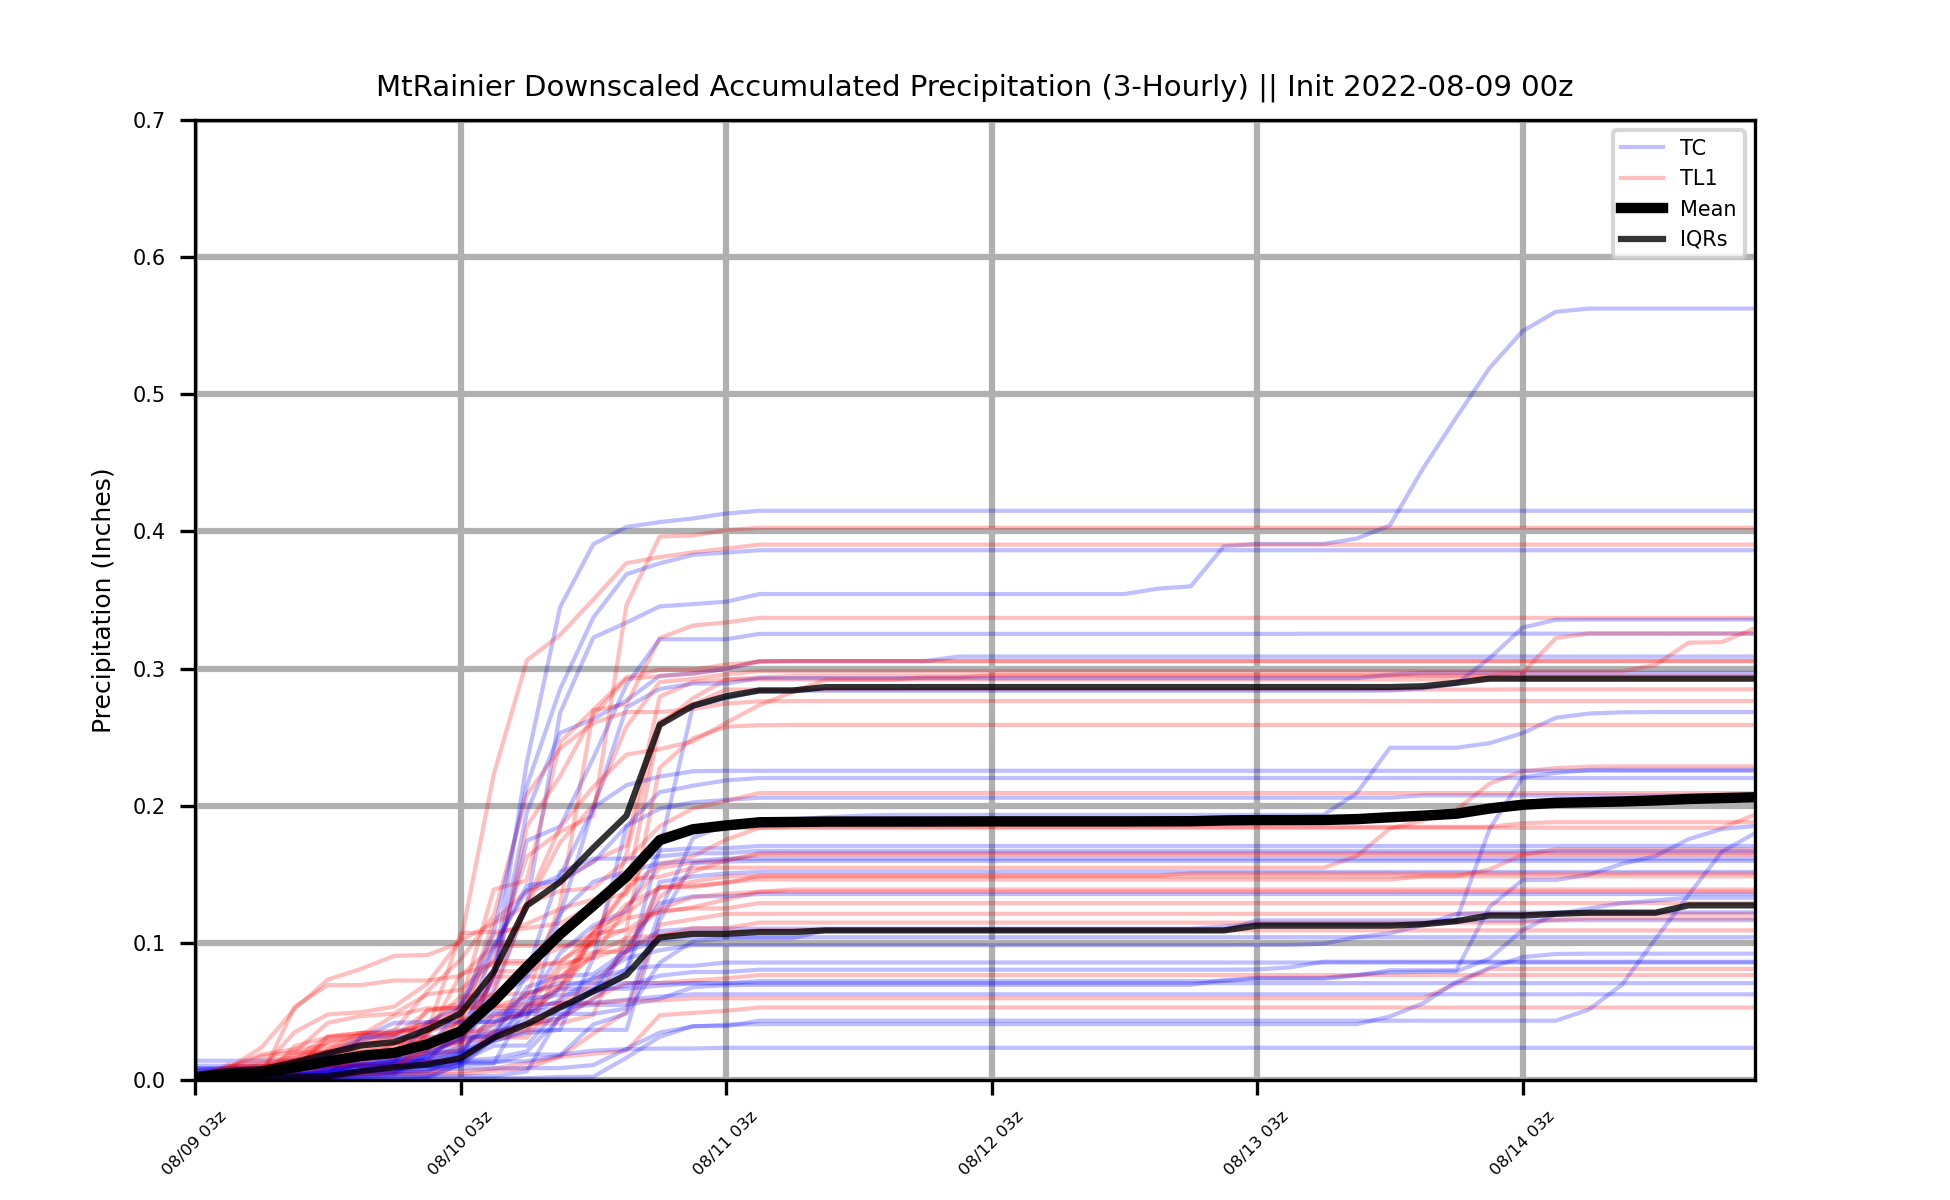 MtRainier Downscaled Accumulated Precipitation (3-Hourly) || Init 2022-08-09 00z
TC
TL1
Mean
IQRs
Precipitation (Inches)
0.7
0.6
0.5
0.4
0.3
0.2
0.1
0.0
08/09 03z
08/10 03z
08/11 03z
08/12 03z
08/13 03z
08/14 03z